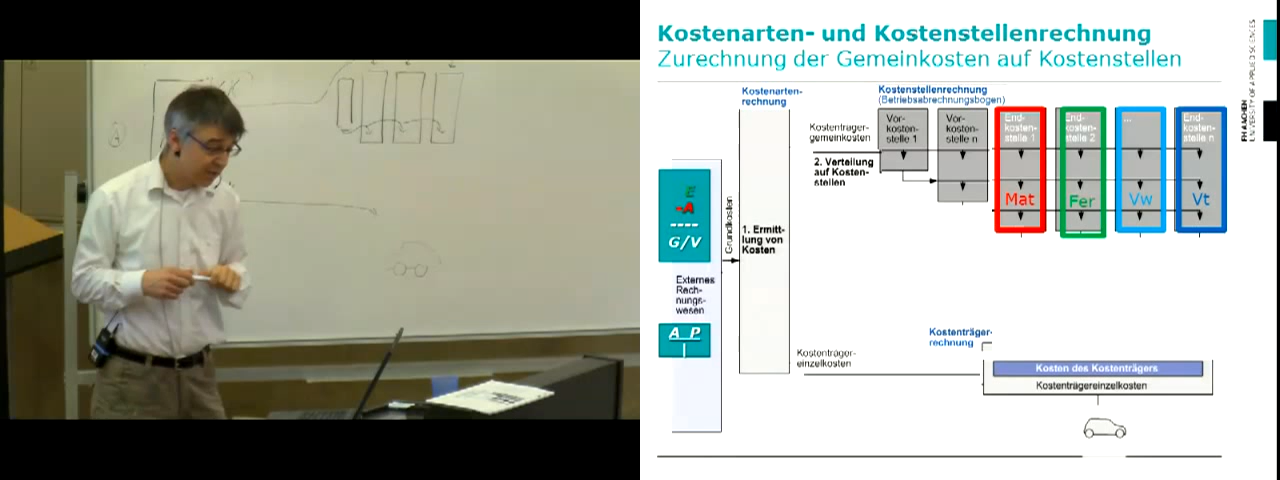 Kostenarten- und Kostenstellenrechnung
Zurechnung der Gemeinkosten auf Kostenstellen
FH AACHEN
UNIVERSITY OF APPLIED SCIENCES
Kostenarten-
rechnung
Kostenstellenrechnung
(Betriebsabrechnungsbogen)
Kostenträger-
gemeinkosten
Vor-
kosten-
stelle 1
Vor-
kosten-
stelle n
End-
kosten-
stelle 1
End-
kosten-
stelle 2
...
End-
kosten-
stelle n
2. Verteilung
auf Kosten-
stellen
Mat
Fer
Vw
Vt
E
-A
----
G/V
Grundkosten
1. Ermitt-
lung von
Kosten
Externes
Rech-
nungs-
wesen
A P
Kostenträger-
einzelkosten
Kostenträger-
rechnung
Kosten des Kostenträgers
Kostenträgereinzelkosten